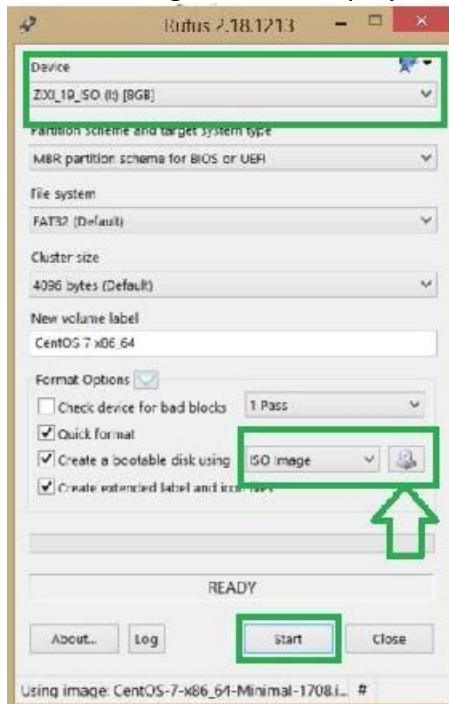 Rufus 2.18.1213
Device
ZIXI_19_ISO (I:) [8GB]
Partition scheme and target system type
MBR partition scheme for BIOS or UEFI
File system
FAT32 (Default)
Cluster size
4096 bytes (Default)
New volume label
CentOS 7 x86_64
Format Options
Check device for bad blocks 1 Pass
Quick format
Create a bootable disk using ISO Image
Create extended label and icon files
READY
About... Log Start Close
Using image: CentOS-7-x86_64-Minimal-1708.i... #